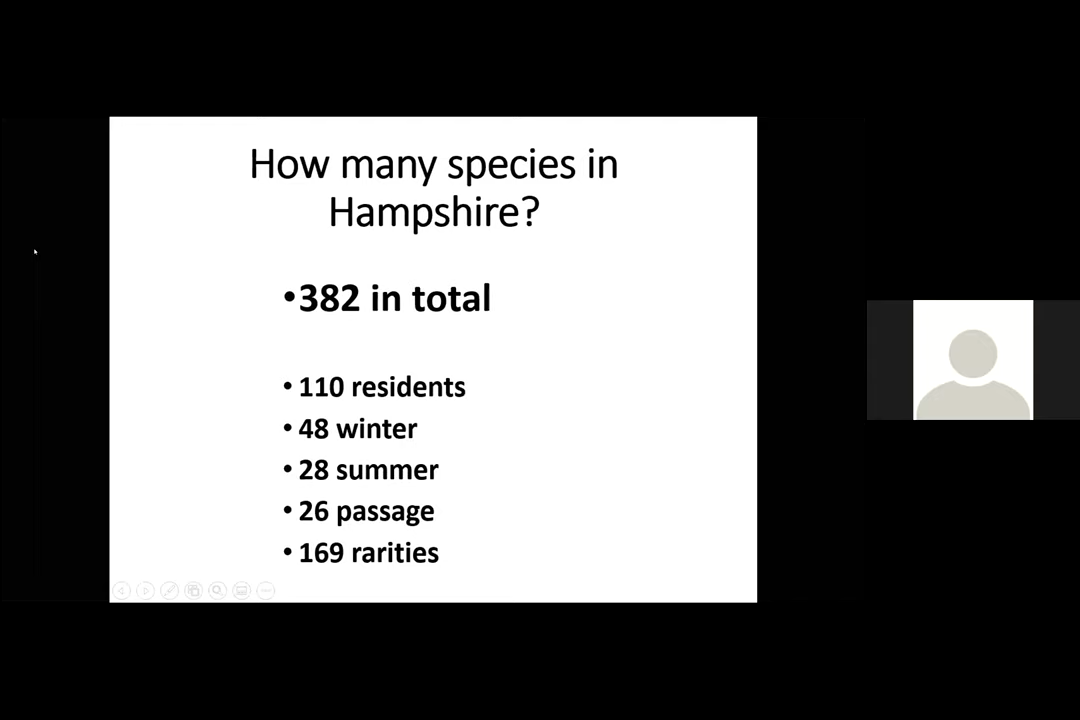 How many species in
Hampshire?
•382 in total
• 110 residents
• 48 winter
• 28 summer
• 26 passage
• 169 rarities